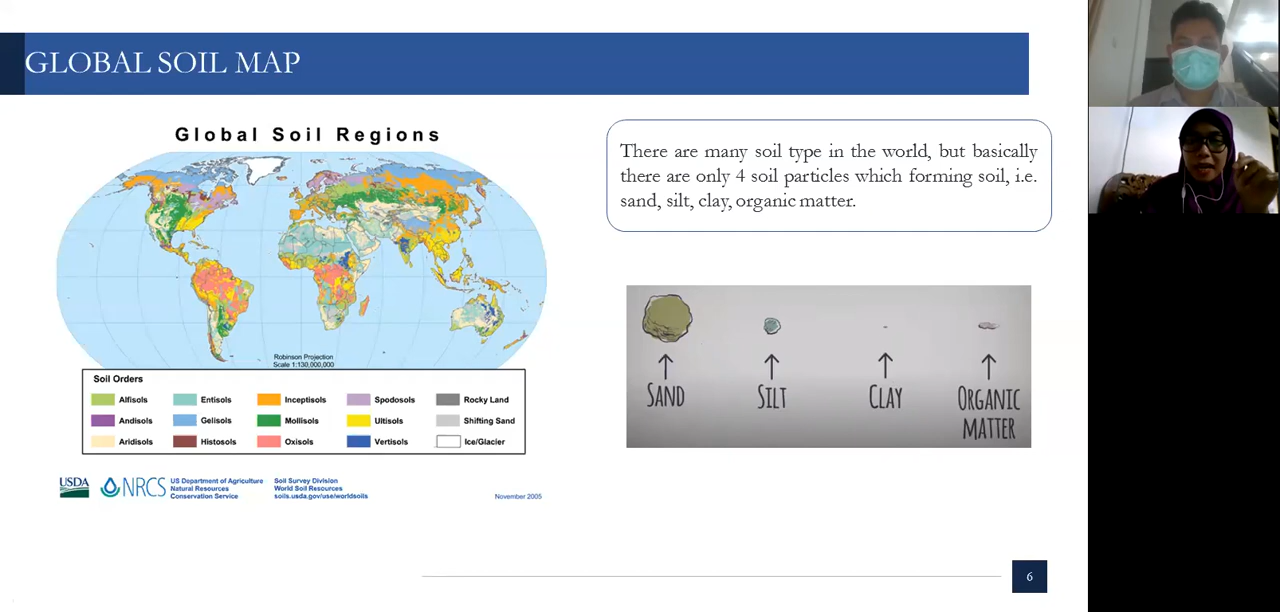 GLOBAL SOIL MAP
Global Soil Regions
Robinson Projection
Scale 1:130,000,000
Soil Orders
Alfisols
Entisols
Inceptisols
Spodosols
Rocky Land
Andisols
Gelisols
Mollisols
Ultisols
Shifting Sand
Aridisols
Histosols
Oxisols
Vertisols
Ice/Glacier
USDA
NRCS
US Department of Agriculture
Natural Resources
Conservation Service
Soil Survey Division
World Soil Resources
soils.usda.gov/use/worldsoils
November 2005
There are many soil type in the world, but basically
there are only 4 soil particles which forming soil, i.e.
sand, silt, clay, organic matter.
SAND
SILT
CLAY
ORGANIC
MATTER
6